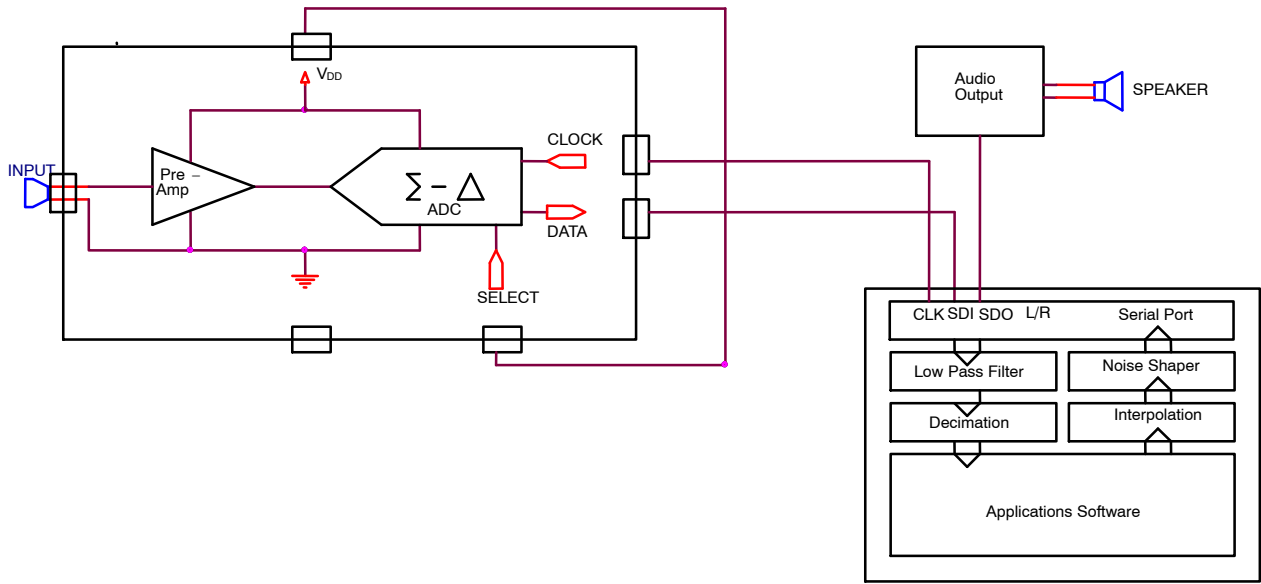 V_DD
INPUT
Pre –
Amp
Σ – Δ
ADC
CLOCK
DATA
SELECT
Audio
Output
SPEAKER
CLK SDI SDO L/R Serial Port
Low Pass Filter
Noise Shaper
Decimation
Interpolation
Applications Software